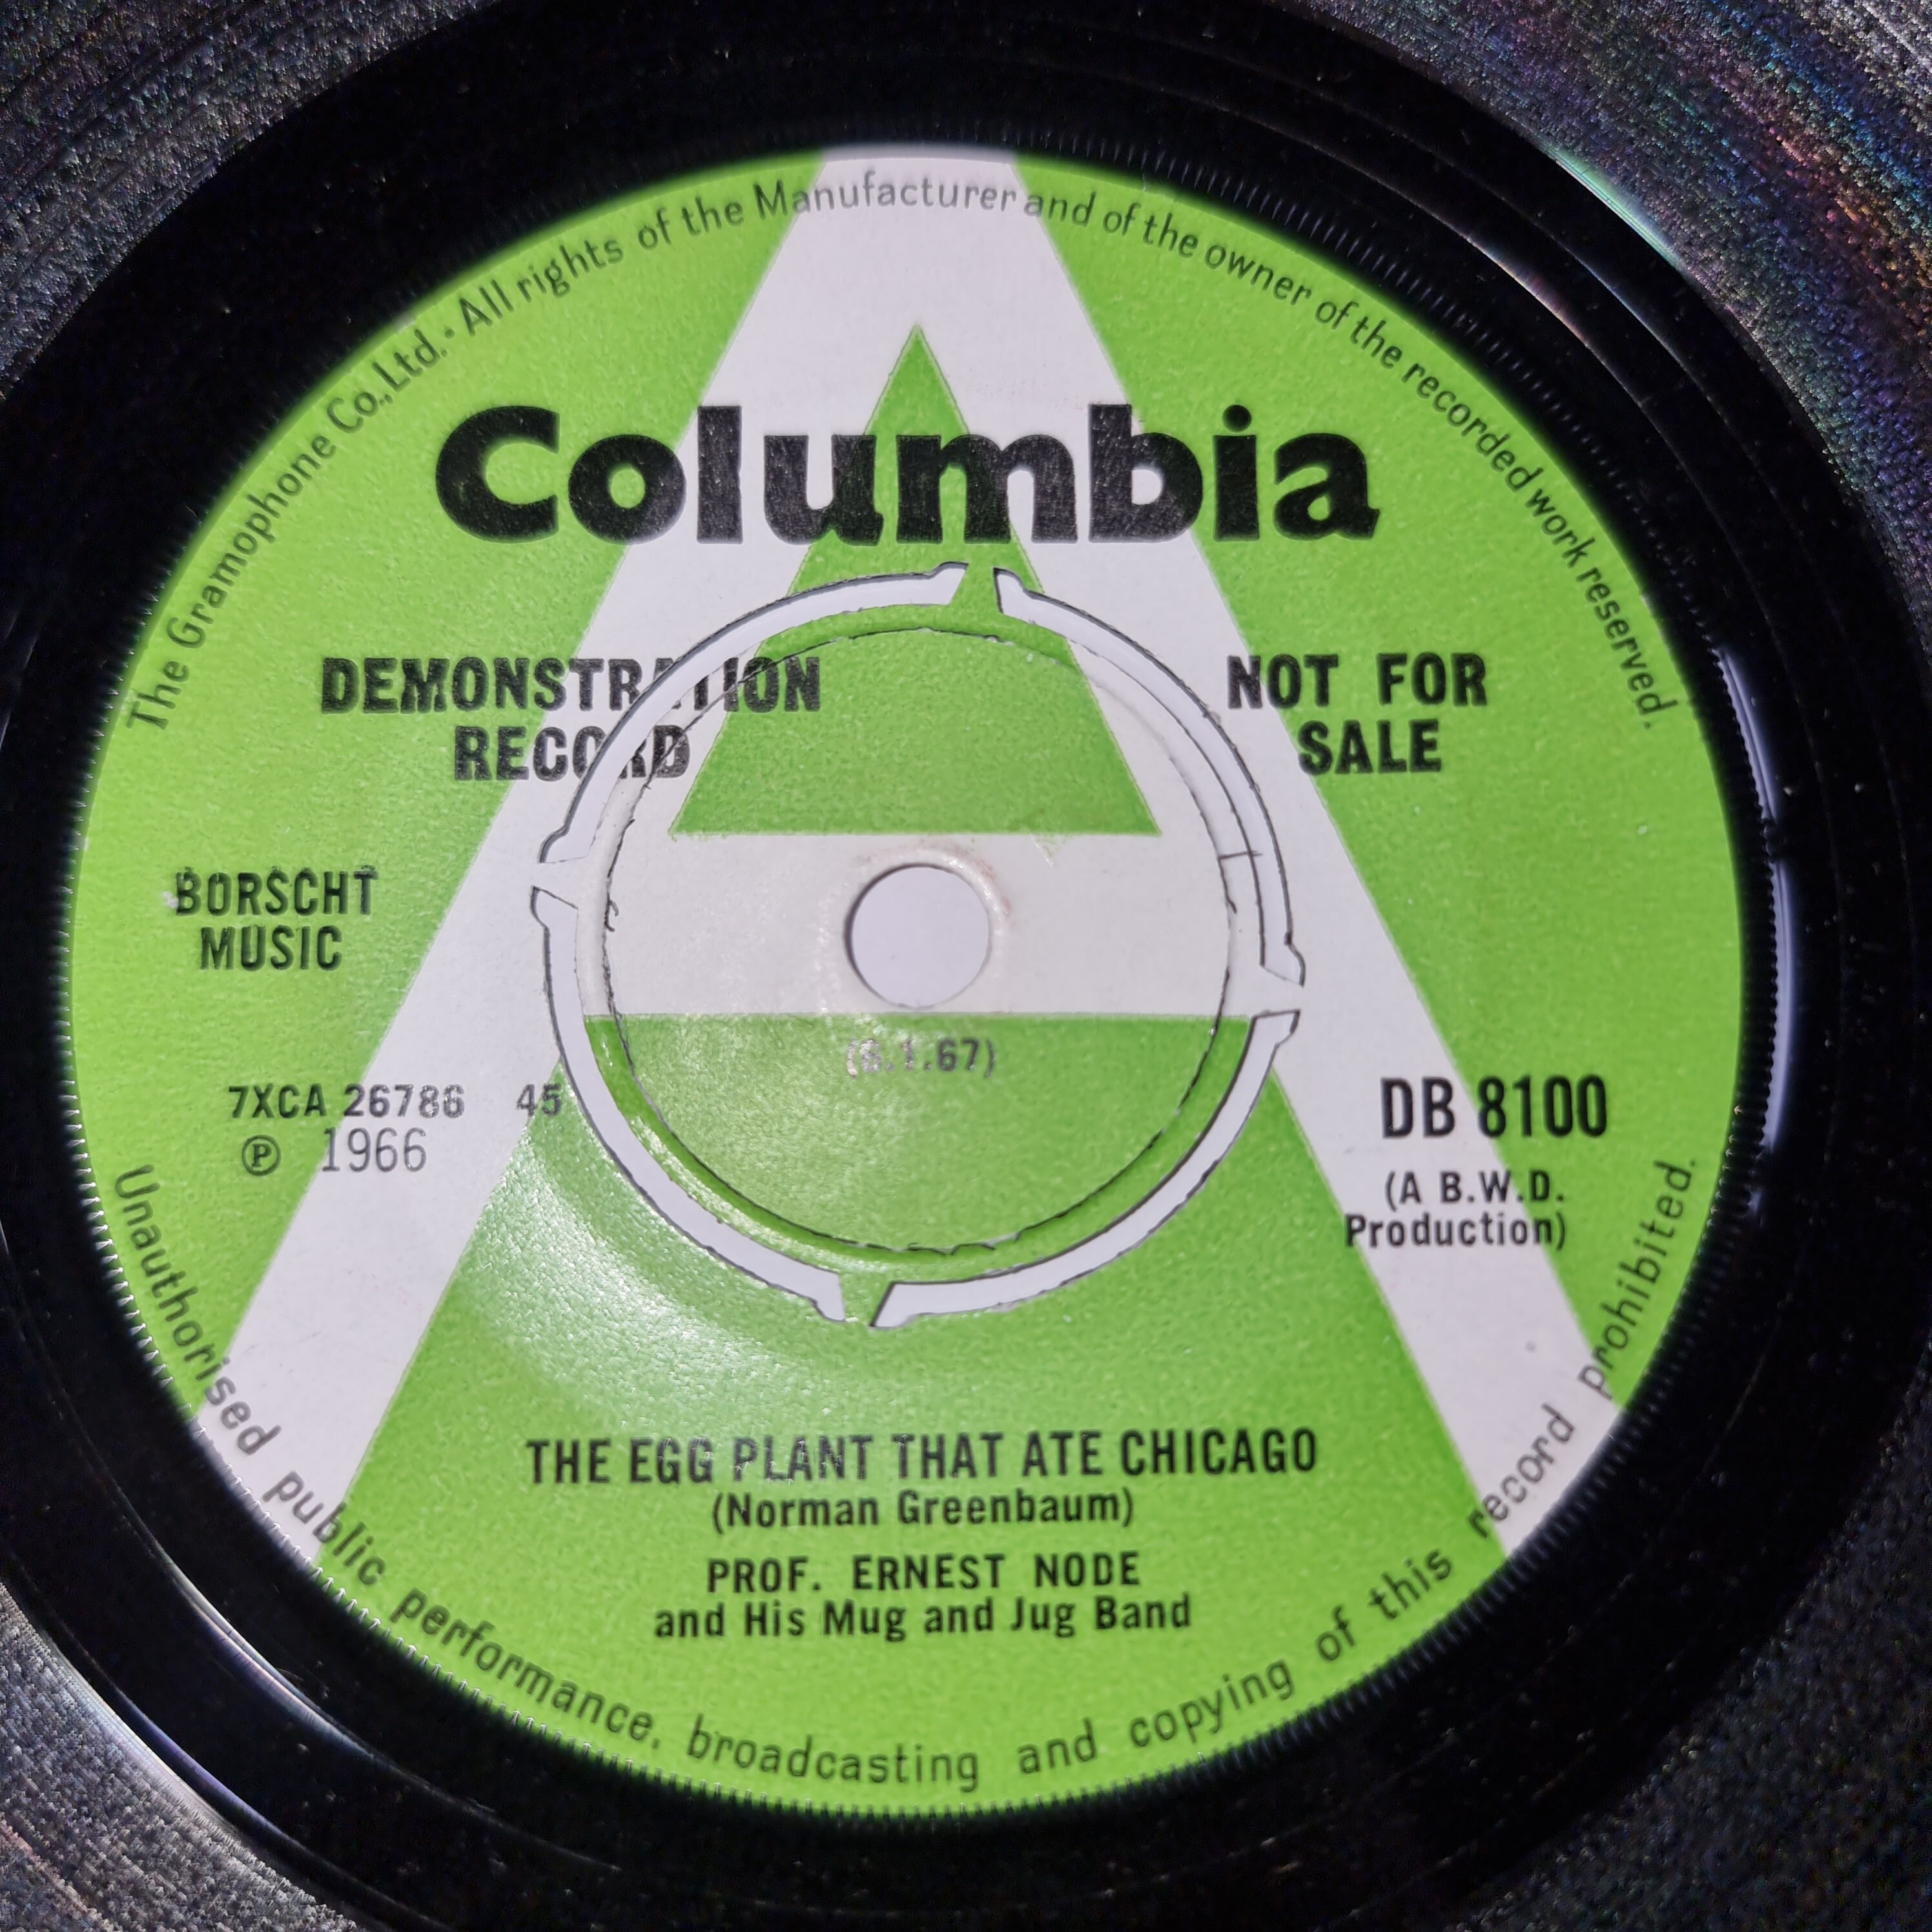 The Gramophone Co., Ltd. · All rights of the Manufacturer and of the owner of the recorded work reserved.
Columbia
DEMONSTRATION
RECORD
NOT FOR
SALE
BORSCHT
MUSIC
(6.1.67)
7XCA 26786 45
℗ 1966
DB 8100
(A B.W.D.
Production)
THE EGG PLANT THAT ATE CHICAGO
(Norman Greenbaum)
PROF. ERNEST NODE
and His Mug and Jug Band
Unauthorised public performance, broadcasting and copying of this record prohibited.